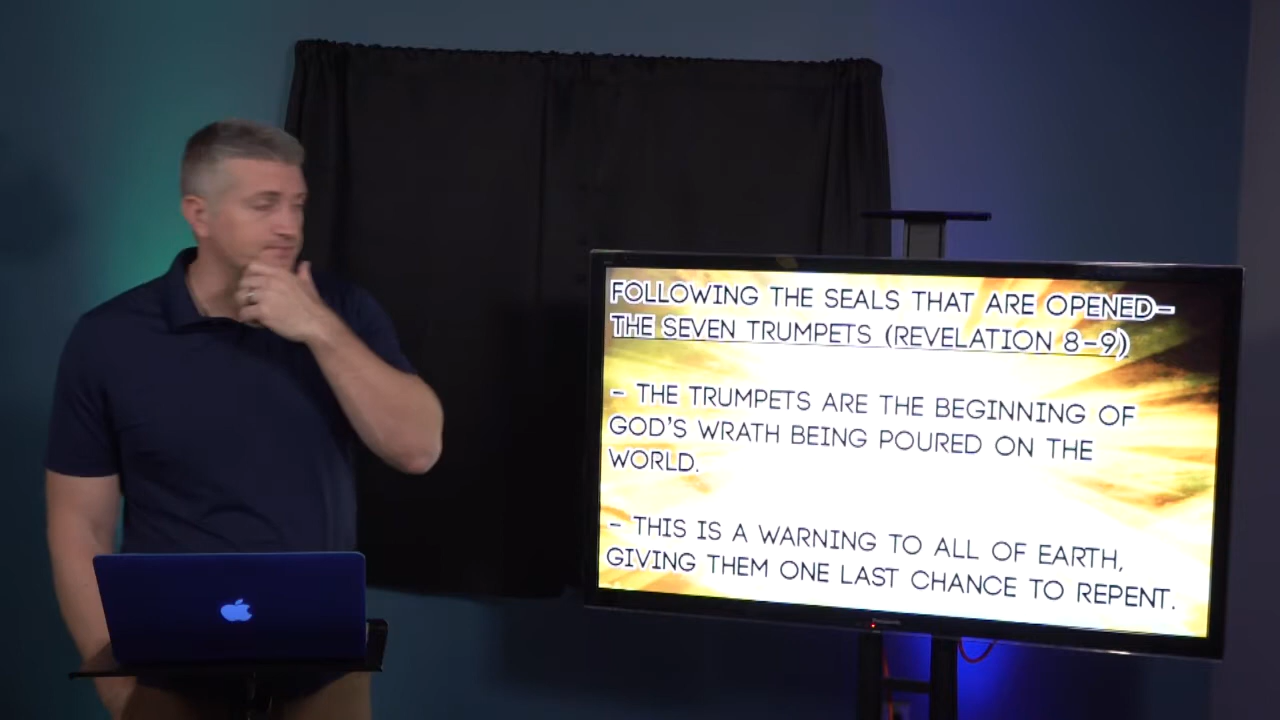 FOLLOWING THE SEALS THAT ARE OPENED-
THE SEVEN TRUMPETS (REVELATION 8-9)
- THE TRUMPETS ARE THE BEGINNING OF
GOD'S WRATH BEING POURED ON THE
WORLD.
- THIS IS A WARNING TO ALL OF EARTH,
GIVING THEM ONE LAST CHANCE TO REPENT.